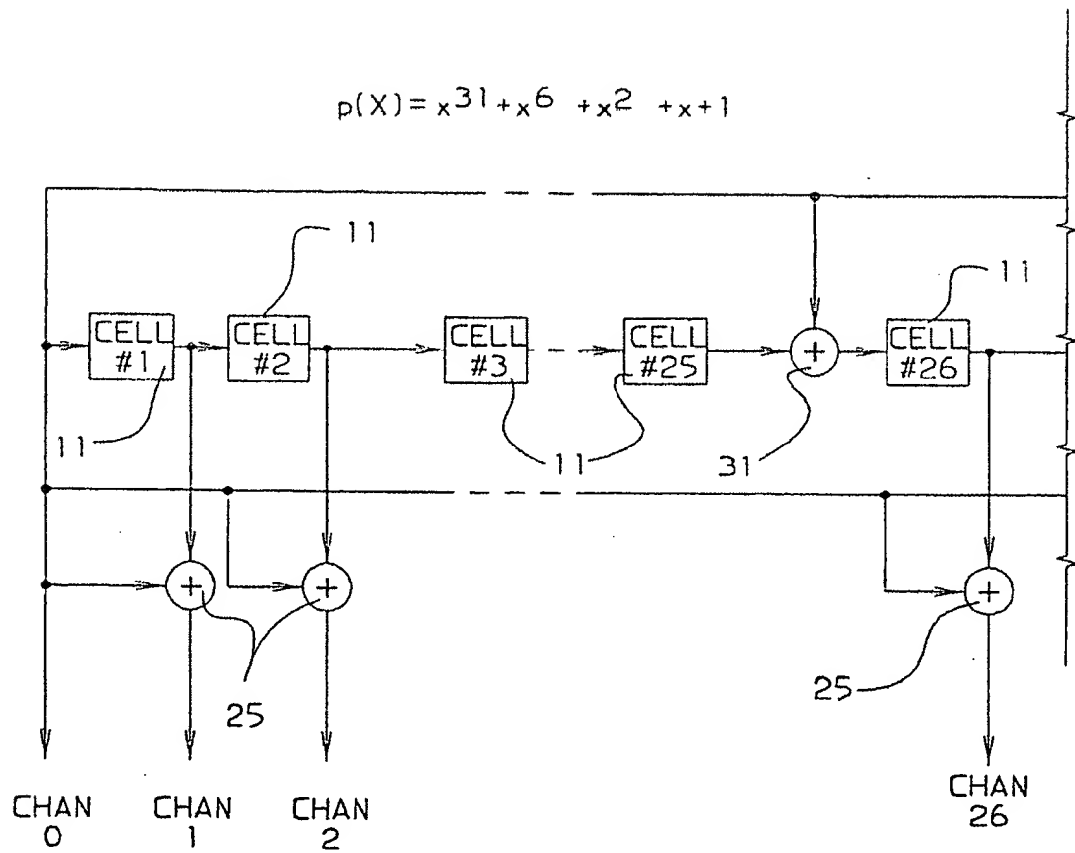 p(X)= x31+x6 +x2 +x+1
11
11
CELL #1
CELL #2
CELL #3
CELL #25
+
CELL #26
11
11
31
+
+
+
25
25
CHAN 0
CHAN 1
CHAN 2
CHAN 26